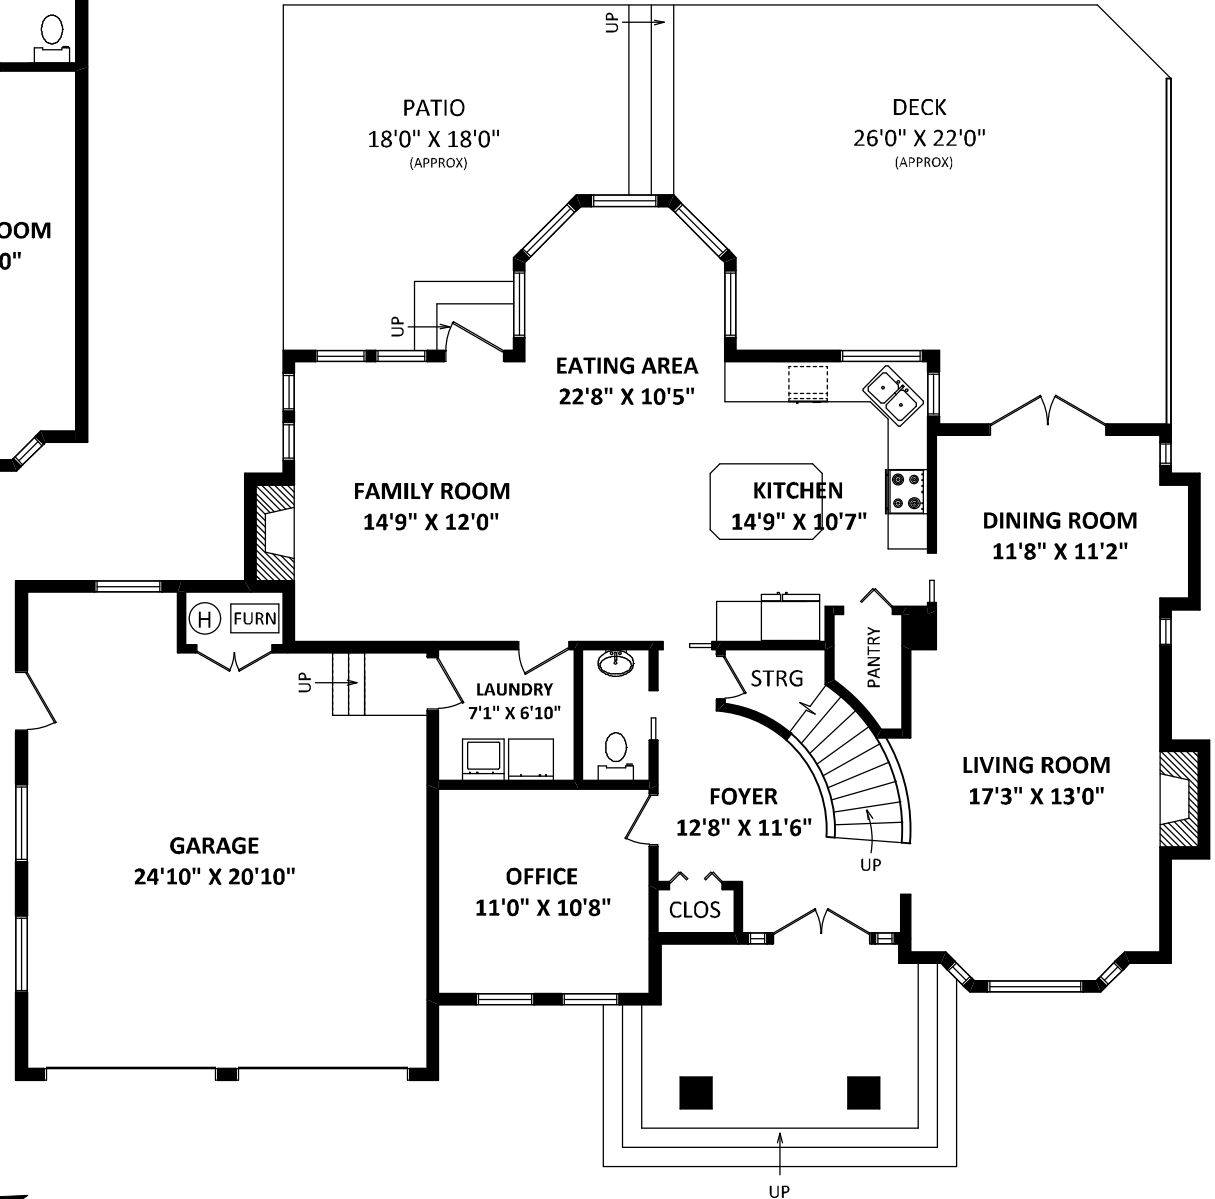 UP
PATIO
18'0" X 18'0"
(APPROX)
DECK
26'0" X 22'0"
(APPROX)
OOM
0"
UP
EATING AREA
22'8" X 10'5"
FAMILY ROOM
14'9" X 12'0"
KITCHEN
14'9" X 10'7"
DINING ROOM
11'8" X 11'2"
H
FURN
UP
LAUNDRY
7'1" X 6'10"
STRG
PANTRY
LIVING ROOM
17'3" X 13'0"
FOYER
12'8" X 11'6"
UP
GARAGE
24'10" X 20'10"
OFFICE
11'0" X 10'8"
CLOS
UP